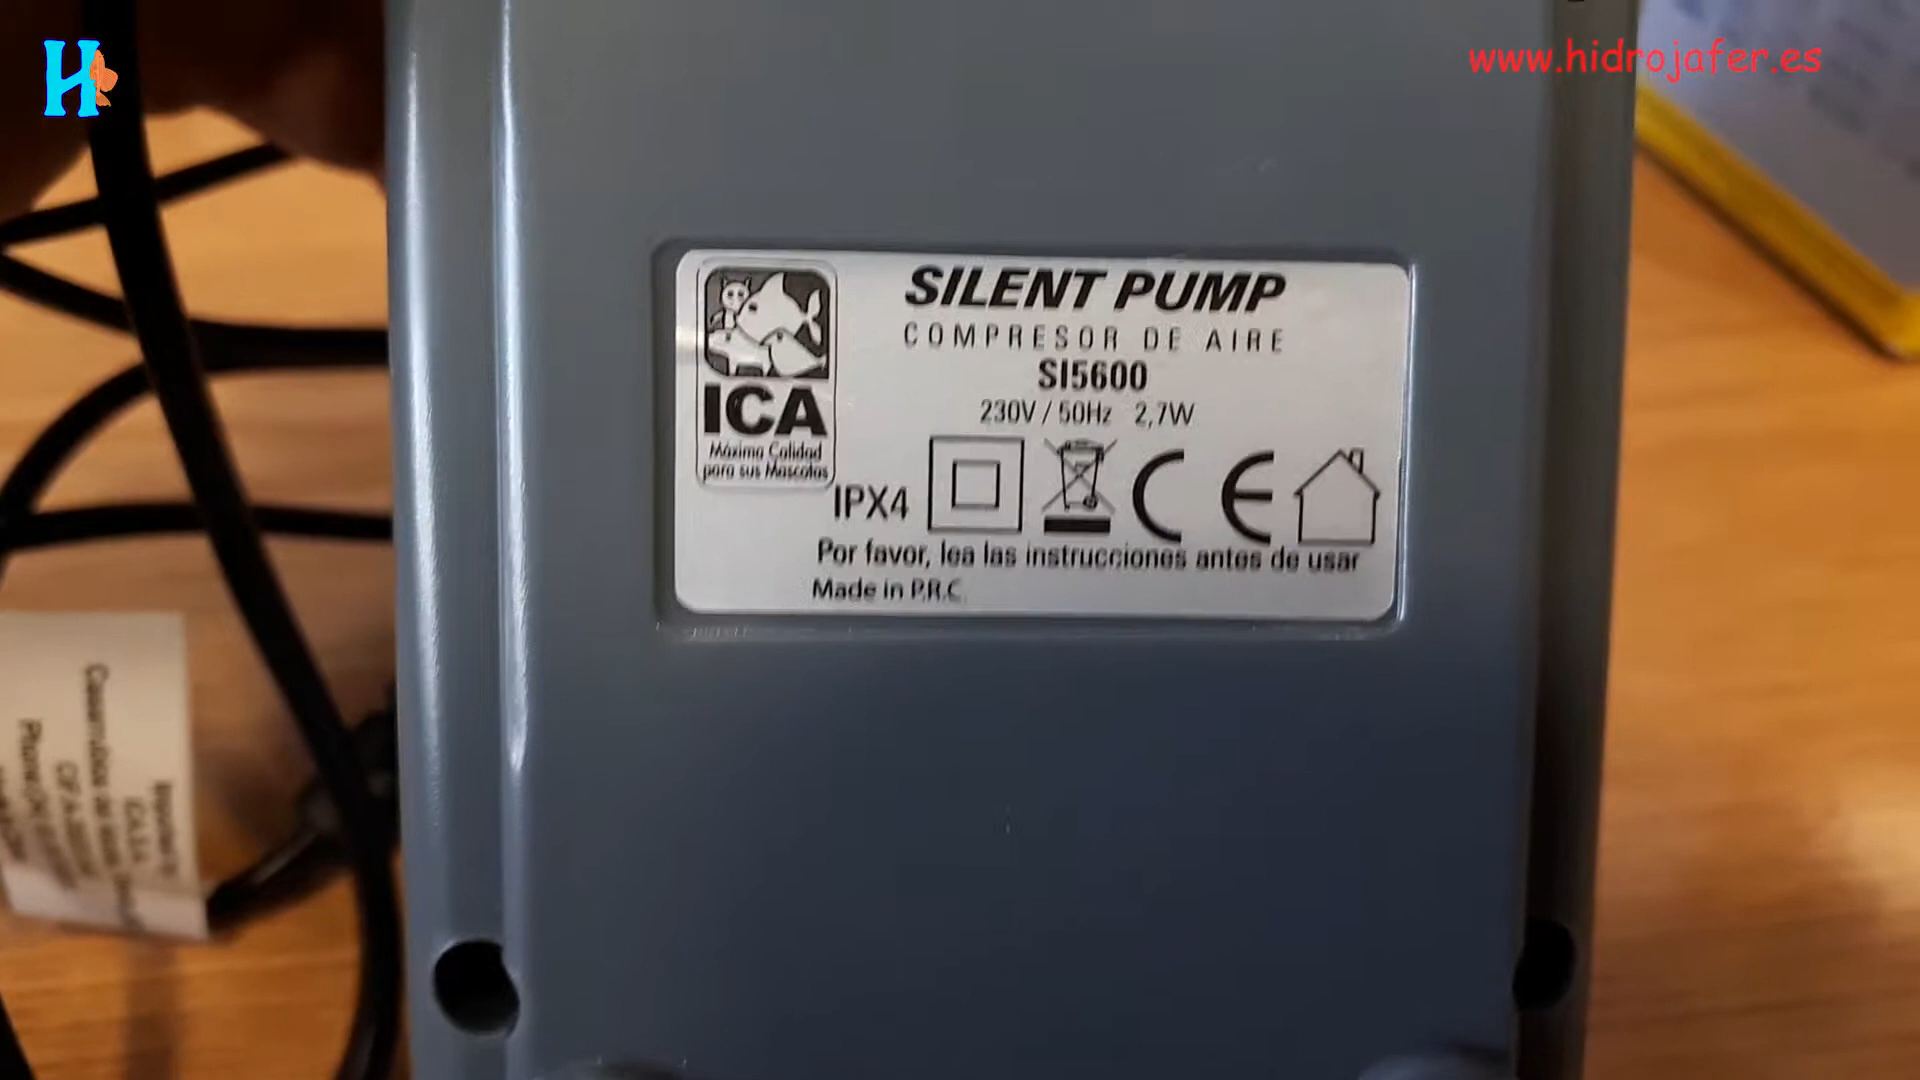 H
www.hidrojafer.es
SILENT PUMP
COMPRESOR DE AIRE
SI5600
230V / 50Hz 2,7W
ICA
Máxima Calidad
para sus Mascotas
IPX4
CE
Por favor, lea las instrucciones antes de usar
Made in P.R.C.
ICA S.A.